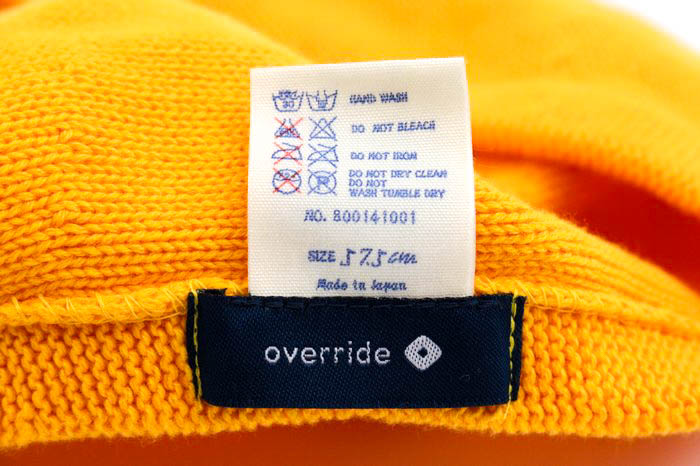 HAND WASH
DO NOT BLEACH
DO NOT IRON
DO NOT DRY CLEAN
DO NOT
WASH TUMBLE DRY
NO. 800141001
SIZE 57.5cm
Made in Japan
override